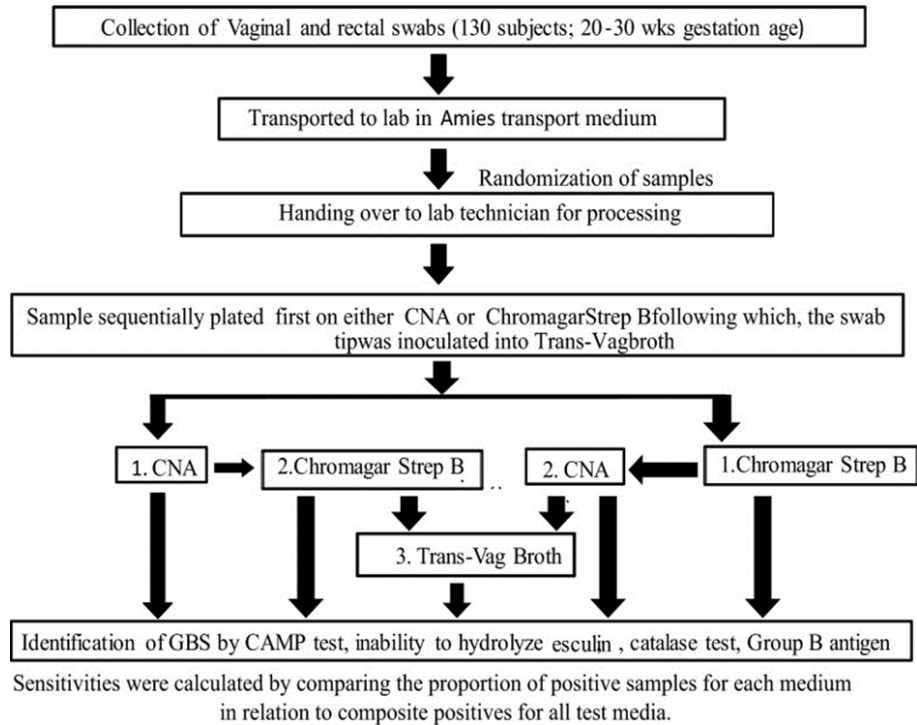 Collection of Vaginal and rectal swabs (130 subjects; 20-30 wks gestation age)
Transported to lab in Amies transport medium
Randomization of samples
Handing over to lab technician for processing
Sample sequentially plated first on either CNA or ChromagarStrep Bfollowing which, the swab
tipwas inoculated into Trans-Vagbroth
1. CNA
2.Chromagar Strep B
2. CNA
1.Chromagar Strep B
3. Trans-Vag Broth
Identification of GBS by CAMP test, inability to hydrolyze esculin , catalase test, Group B antigen
Sensitivities were calculated by comparing the proportion of positive samples for each medium
in relation to composite positives for all test media.